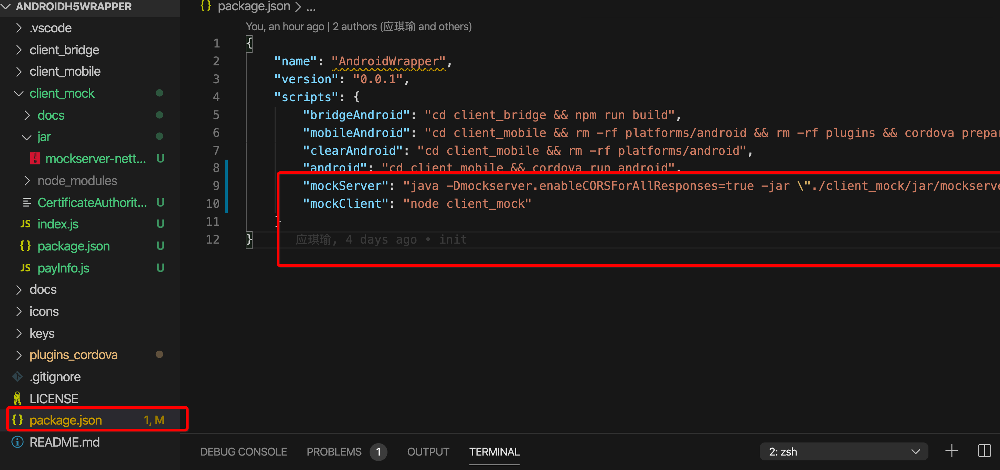 ANDROIDH5WRAPPER
.vscode
client_bridge
client_mobile
client_mock
docs
jar
mockserver-nett... U
node_modules
CertificateAuthorit... U
JS index.js U
{} package.json U
JS payInfo.js U
docs
icons
keys
plugins_cordova
.gitignore
LICENSE
{} package.json 1, M
README.md
{} package.json > ...
You, an hour ago | 2 authors (应琪瑜 and others)
1 {
2 "name": "AndroidWrapper",
3 "version": "0.0.1",
4 "scripts": {
5 "bridgeAndroid": "cd client_bridge && npm run build",
6 "mobileAndroid": "cd client_mobile && rm -rf platforms/android && rm -rf plugins && cordova prepar
7 "clearAndroid": "cd client_mobile && rm -rf platforms/android",
8 "android": "cd client_mobile && cordova run android",
9 "mockServer": "java -Dmockserver.enableCORSForAllResponses=true -jar \"./client_mock/jar/mockserve
10 "mockClient": "node client_mock"
11 }
12 } 应琪瑜, 4 days ago • init
DEBUG CONSOLE PROBLEMS 1 OUTPUT TERMINAL 2: zsh